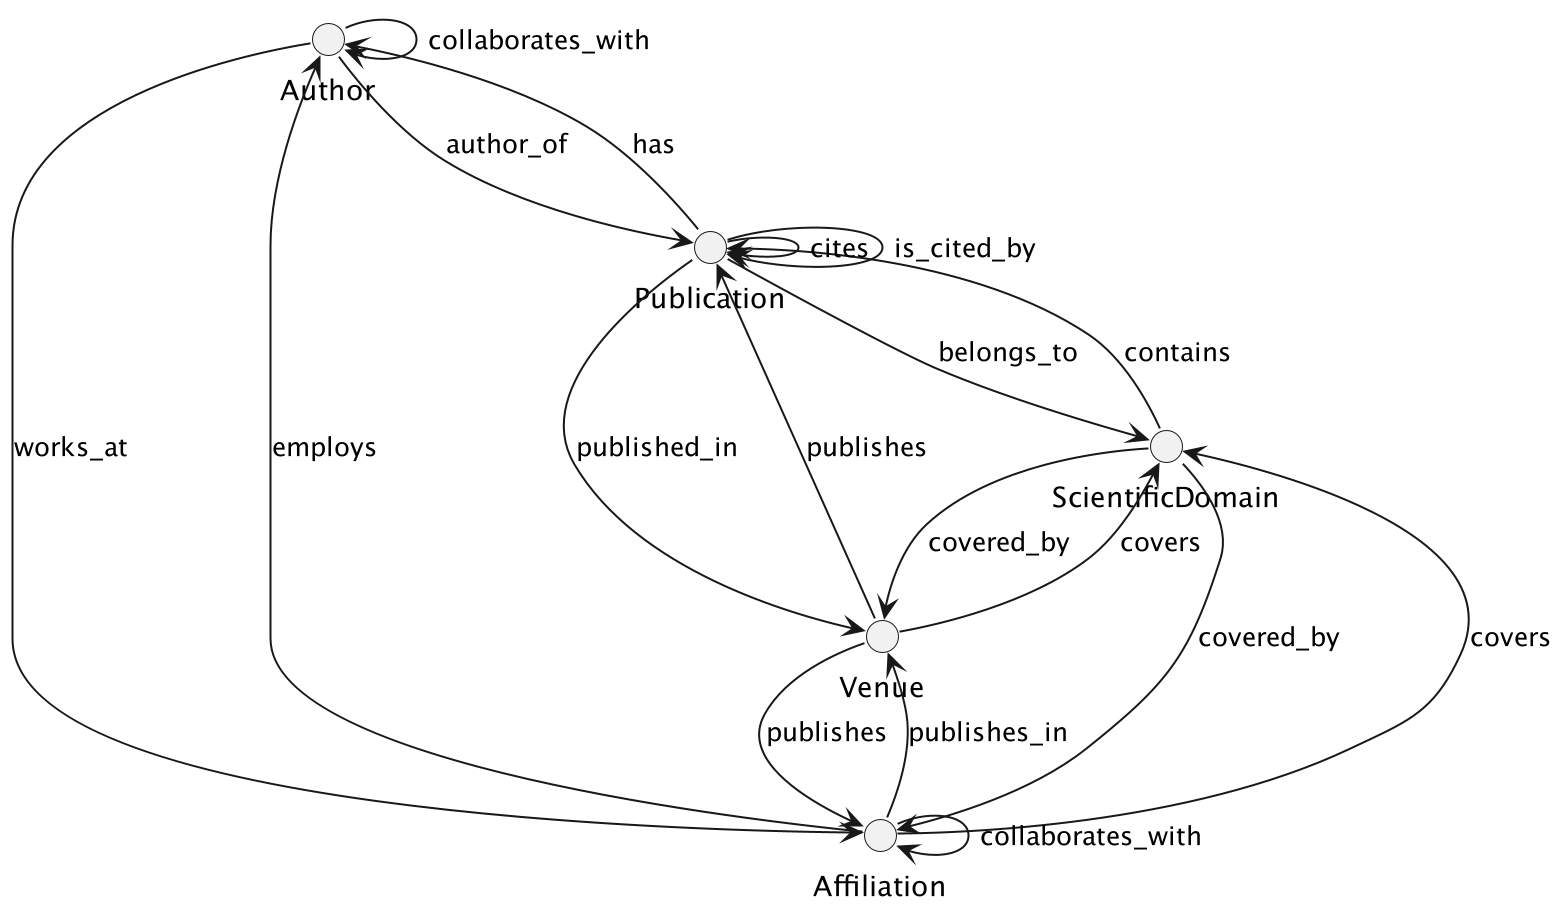 collaborates_with
Author
author_of
has
cites
is_cited_by
Publication
belongs_to
contains
works_at
employs
published_in
publishes
ScientificDomain
covered_by
covers
covered_by
covers
Venue
publishes
publishes_in
collaborates_with
Affiliation